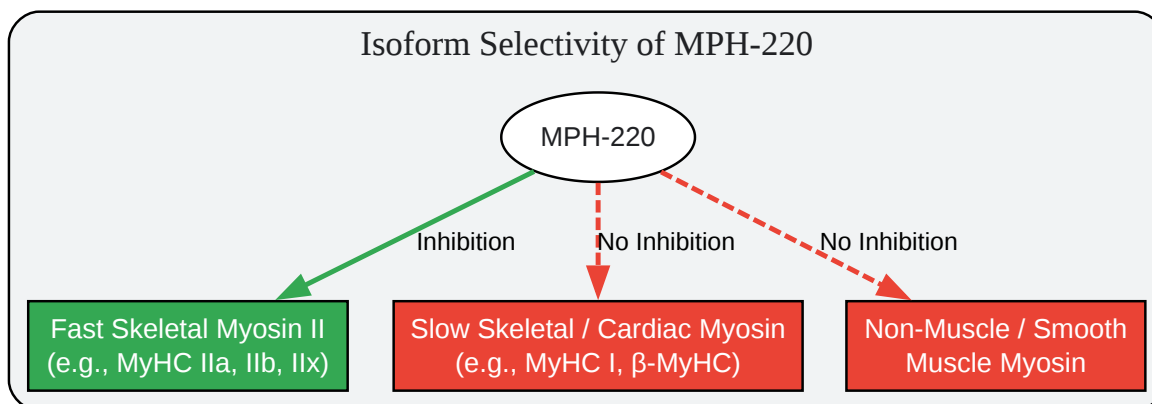 Isoform Selectivity of MPH-220
MPH-220
Inhibition
No Inhibition
No Inhibition
Fast Skeletal Myosin II
(e.g., MyHC IIa, IIb, IIx)
Slow Skeletal / Cardiac Myosin
(e.g., MyHC I, β-MyHC)
Non-Muscle / Smooth
Muscle Myosin